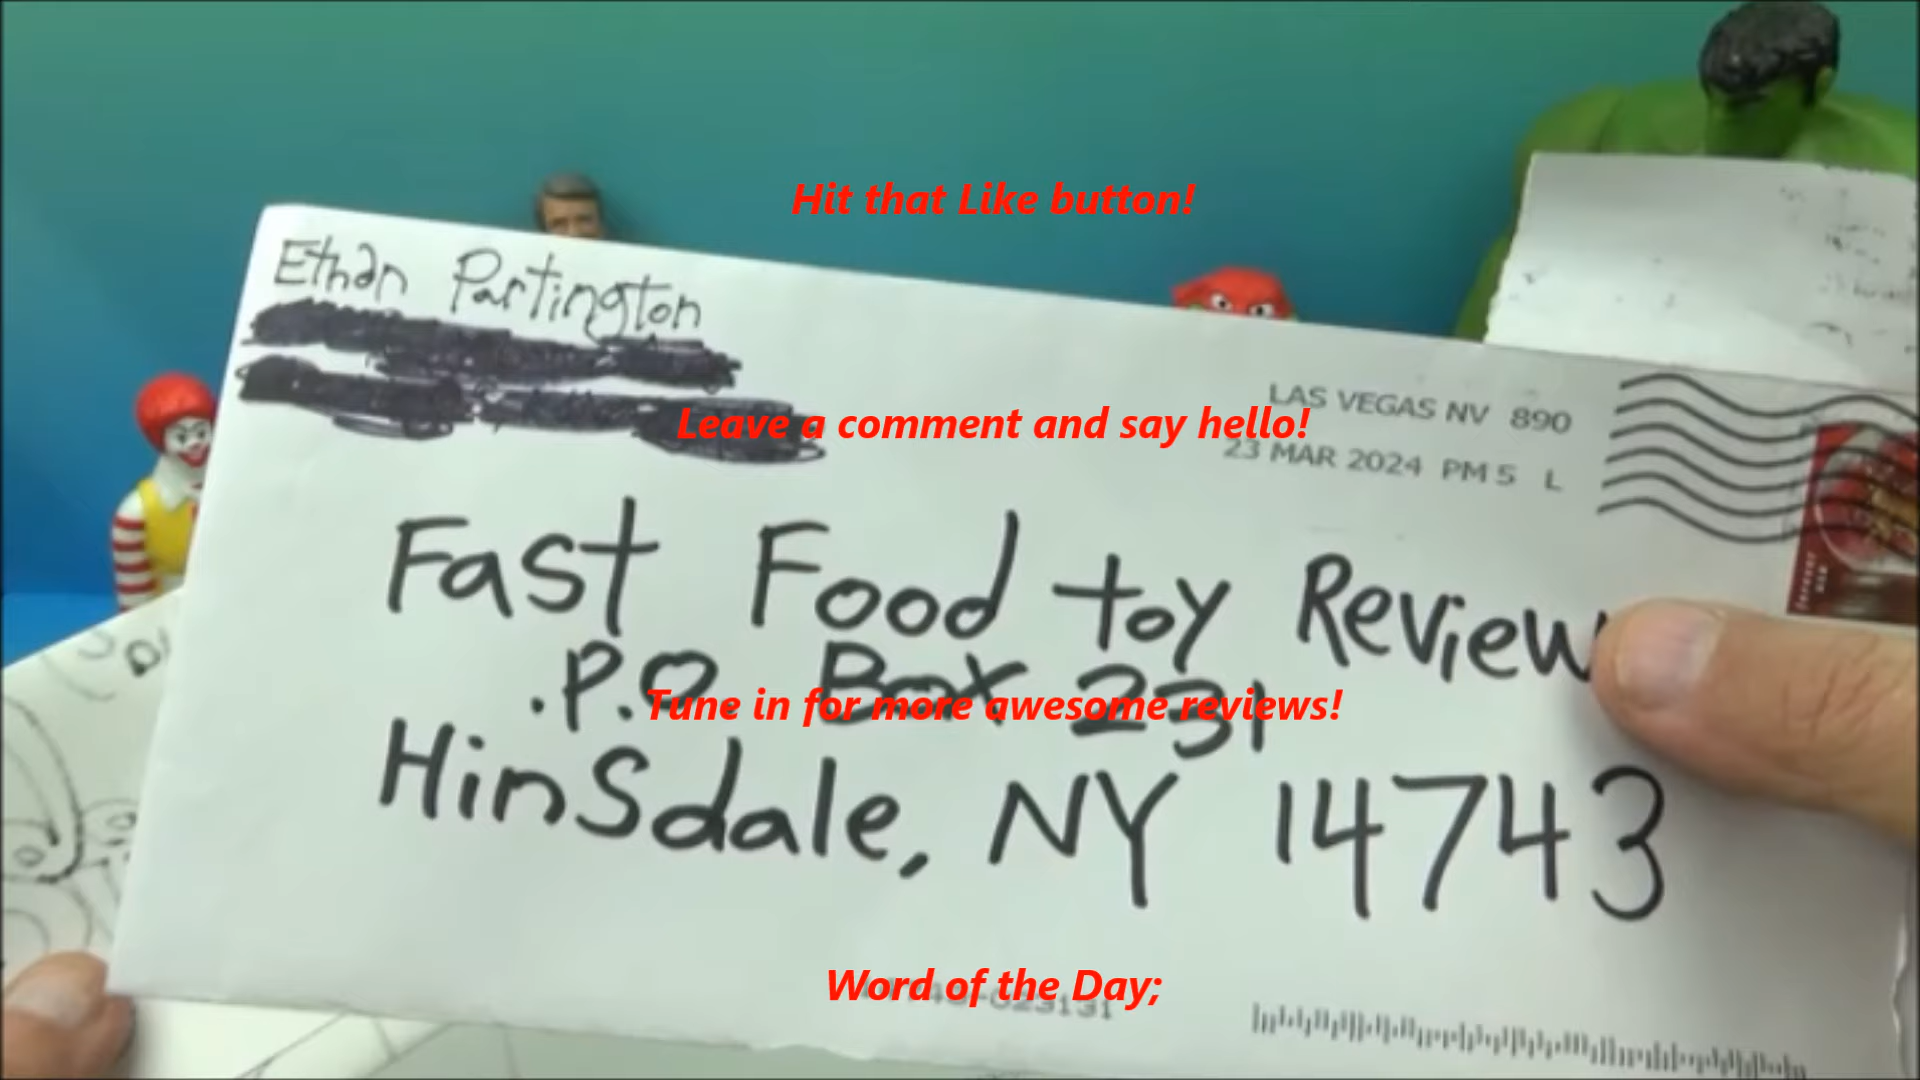 Hit that Like button!
Ethan Partington
LAS VEGAS NV 890
23 MAR 2024 PM 5 L
Leave a comment and say hello!
Fast Food toy Review
.P.O. Box 231
Tune in for more awesome reviews!
HinSdale, NY 14743
Word of the Day;